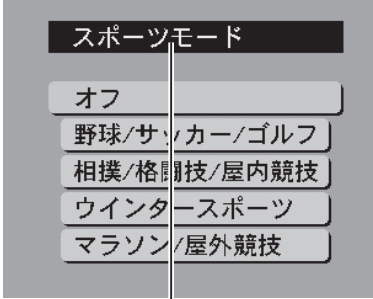 スポーツモード
オフ
野球/サッカー/ゴルフ
相撲/格闘技/屋内競技
ウインタースポーツ
マラソン/屋外競技